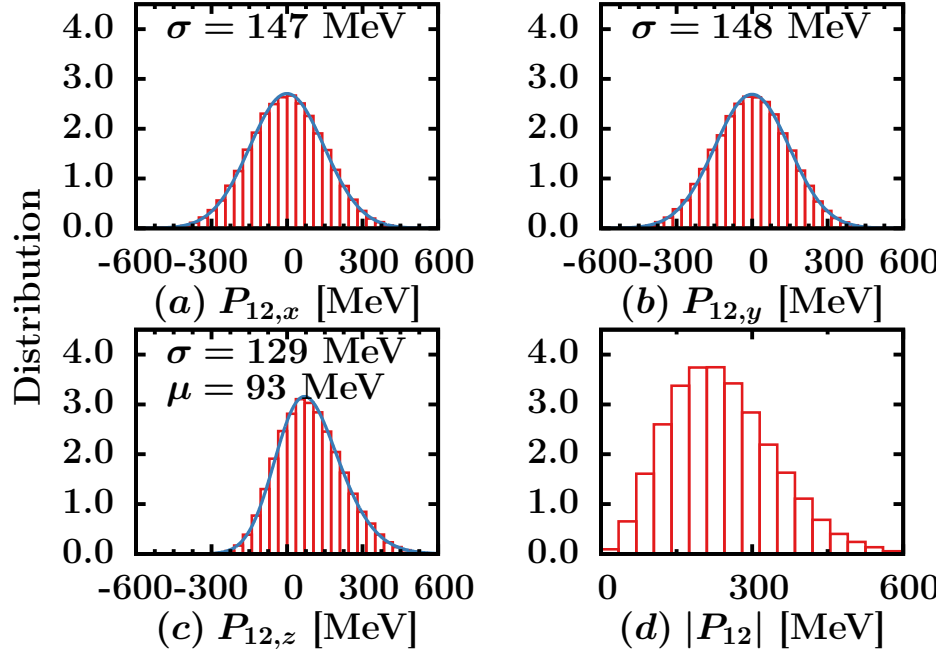 Distribution
4.0
3.0
2.0
1.0
0.0
σ = 147 MeV
-600 -300 0 300 600
(a) P12,x [MeV]
4.0
3.0
2.0
1.0
0.0
σ = 148 MeV
-600 -300 0 300 600
(b) P12,y [MeV]
4.0
3.0
2.0
1.0
0.0
σ = 129 MeV
μ = 93 MeV
-600 -300 0 300 600
(c) P12,z [MeV]
4.0
3.0
2.0
1.0
0.0
0 300 600
(d) |P12| [MeV]